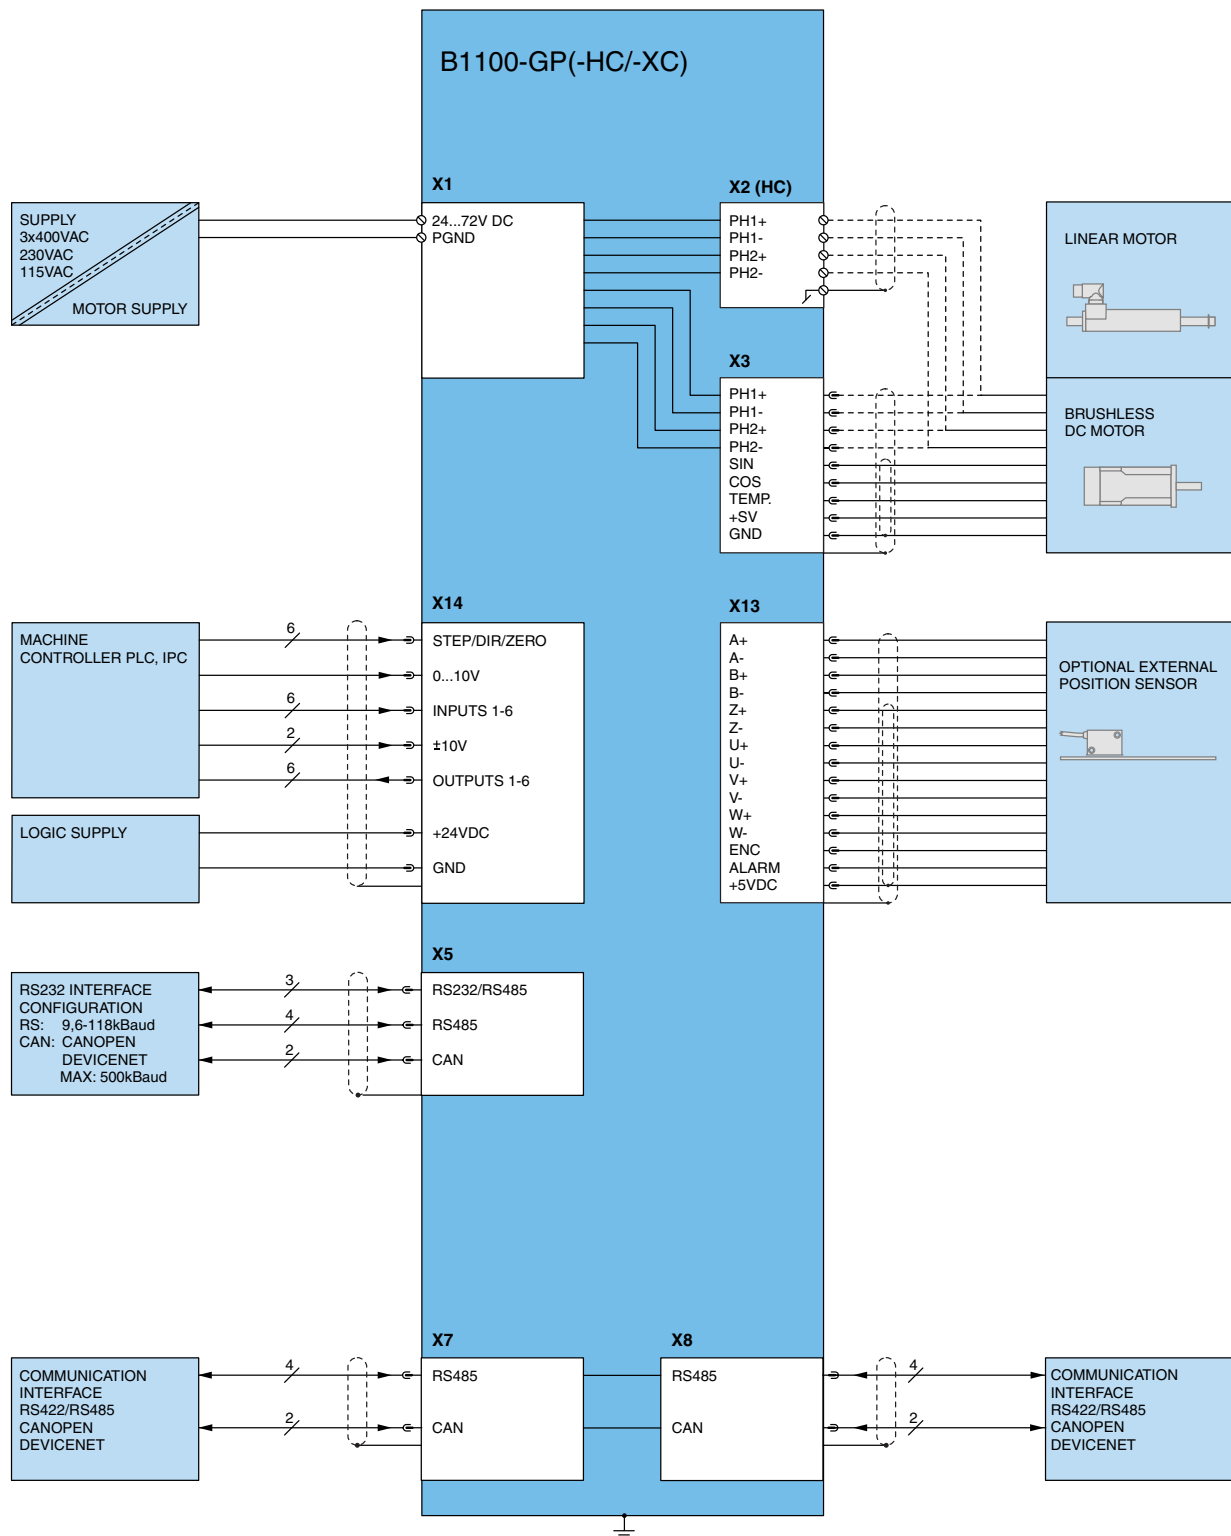 B1100-GP(-HC/-XC)
X1
X2 (HC)
SUPPLY
3x400VAC
230VAC
115VAC
MOTOR SUPPLY
24...72V DC
PGND
PH1+
PH1-
PH2+
PH2-
LINEAR MOTOR
X3
PH1+
PH1-
PH2+
PH2-
SIN
COS
TEMP.
+SV
GND
BRUSHLESS
DC MOTOR
X14
MACHINE
CONTROLLER PLC, IPC
6
6
2
6
STEP/DIR/ZERO
0...10V
INPUTS 1-6
±10V
OUTPUTS 1-6
LOGIC SUPPLY
+24VDC
GND
X13
A+
A-
B+
B-
Z+
Z-
U+
U-
V+
V-
W+
W-
ENC
ALARM
+5VDC
OPTIONAL EXTERNAL
POSITION SENSOR
X5
RS232 INTERFACE
CONFIGURATION
RS: 9,6-118kBaud
CAN: CANOPEN
DEVICENET
MAX: 500kBaud
3
4
2
RS232/RS485
RS485
CAN
X7
COMMUNICATION
INTERFACE
RS422/RS485
CANOPEN
DEVICENET
4
2
RS485
CAN
X8
RS485
CAN
4
2
COMMUNICATION
INTERFACE
RS422/RS485
CANOPEN
DEVICENET